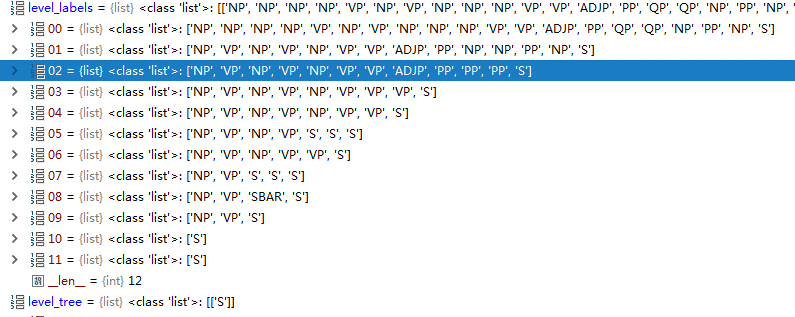 level_labels = {list} <class 'list'>: [['NP', 'NP', 'NP', 'NP', 'VP', 'NP', 'VP', 'NP', 'NP', 'NP', 'VP', 'VP', 'ADJP', 'PP', 'QP', 'QP', 'NP', 'PP', 'NP', '
00 = {list} <class 'list'>: ['NP', 'NP', 'NP', 'NP', 'VP', 'NP', 'VP', 'NP', 'NP', 'NP', 'VP', 'VP', 'ADJP', 'PP', 'QP', 'QP', 'NP', 'PP', 'NP', 'S']
01 = {list} <class 'list'>: ['NP', 'VP', 'NP', 'VP', 'NP', 'VP', 'VP', 'ADJP', 'PP', 'NP', 'NP', 'PP', 'NP', 'S']
02 = {list} <class 'list'>: ['NP', 'VP', 'NP', 'VP', 'NP', 'VP', 'VP', 'ADJP', 'PP', 'PP', 'PP', 'S']
03 = {list} <class 'list'>: ['NP', 'VP', 'NP', 'VP', 'NP', 'VP', 'VP', 'VP', 'S']
04 = {list} <class 'list'>: ['NP', 'VP', 'NP', 'VP', 'NP', 'VP', 'VP', 'S']
05 = {list} <class 'list'>: ['NP', 'VP', 'NP', 'VP', 'S', 'S', 'S']
06 = {list} <class 'list'>: ['NP', 'VP', 'NP', 'VP', 'VP', 'S']
07 = {list} <class 'list'>: ['NP', 'VP', 'S', 'S', 'S']
08 = {list} <class 'list'>: ['NP', 'VP', 'SBAR', 'S']
09 = {list} <class 'list'>: ['NP', 'VP', 'S']
10 = {list} <class 'list'>: ['S']
11 = {list} <class 'list'>: ['S']
__len__ = {int} 12
level_tree = {list} <class 'list'>: [['S']]